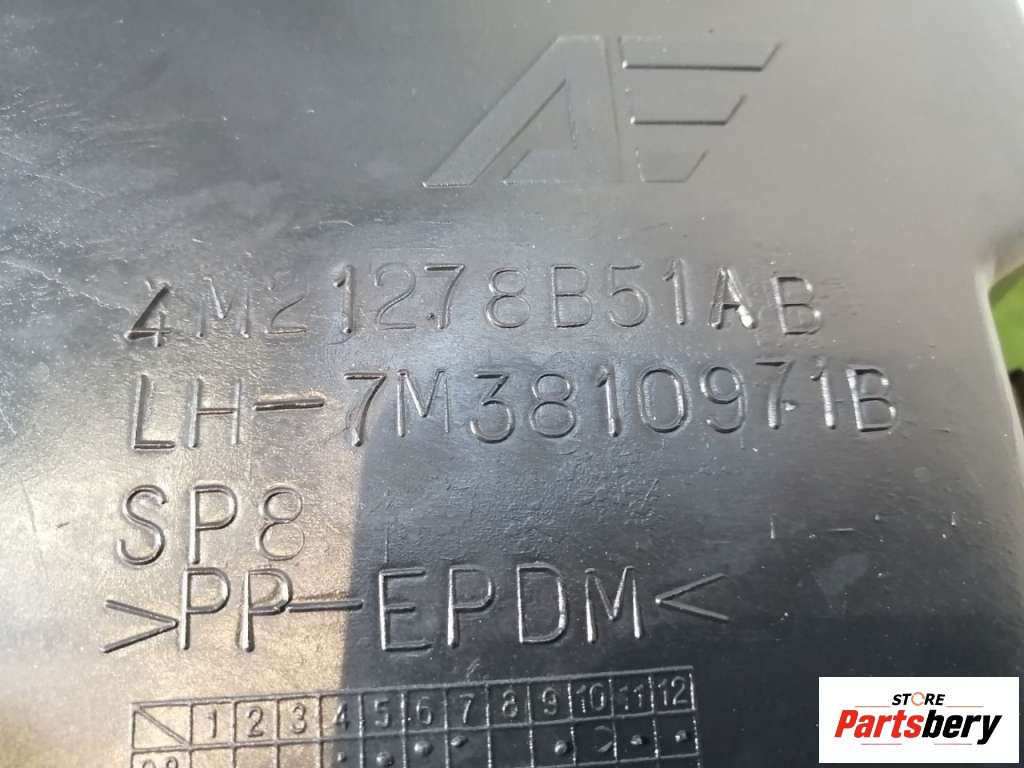 AE
4M21278B51AB
LH-7M3810971B
SP8
>PP-EPDM<
1 2 3 4 5 6 7 8 9 10 11 12
STORE
Partsbery